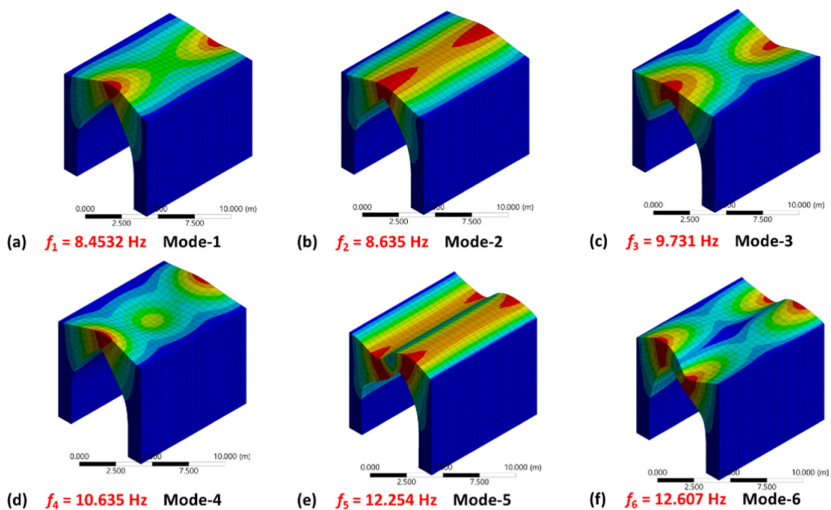 0.000 10.000 (m)
2.500 7.500
0.000 10.000 (m)
2.500 7.500
0.000 10.000 (m)
2.500 7.500
(a) f1 = 8.4532 Hz Mode-1
(b) f2 = 8.635 Hz Mode-2
(c) f3 = 9.731 Hz Mode-3
0.000 10.000 (m)
2.500 7.500
0.000 10.000 (m)
2.500 7.500
0.000 10.000 (m)
2.500 7.500
(d) f4 = 10.635 Hz Mode-4
(e) f5 = 12.254 Hz Mode-5
(f) f6 = 12.607 Hz Mode-6